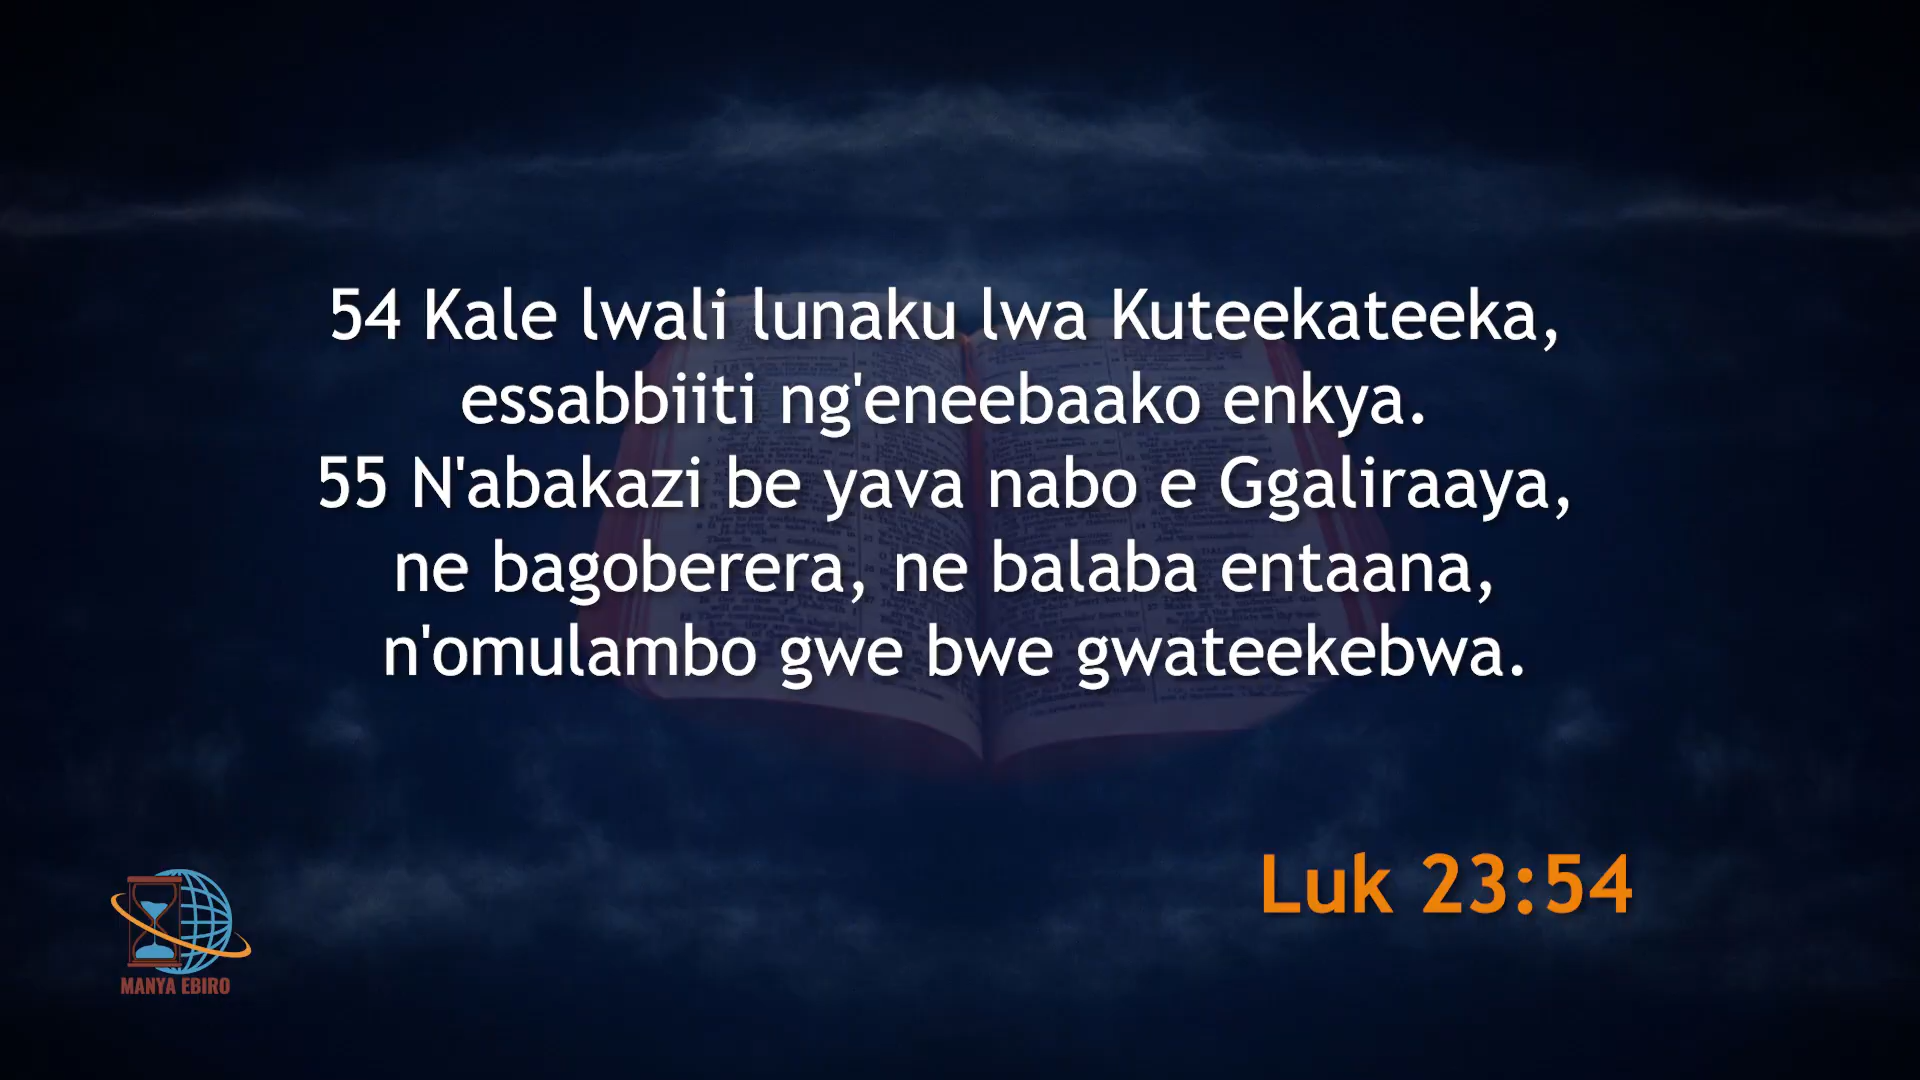 54 Kale lwali lunaku lwa Kuteekateeka,
essabbiiti ng'eneebaako enkya.
55 N'abakazi be yava nabo e Ggaliraaya,
ne bagoberera, ne balaba entaana,
n'omulambo gwe bwe gwateekebwa.
Luk 23:54
MANYA EBIRO